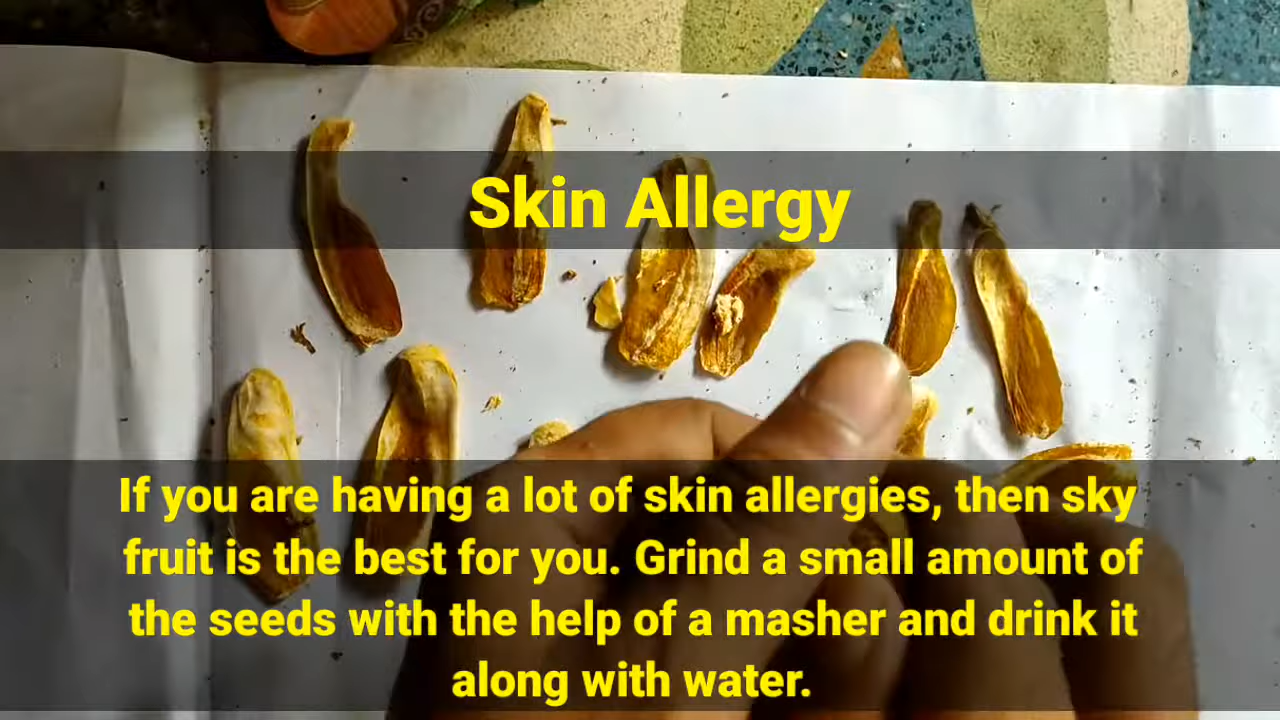 Skin Allergy
If you are having a lot of skin allergies, then sky
fruit is the best for you. Grind a small amount of
the seeds with the help of a masher and drink it
along with water.